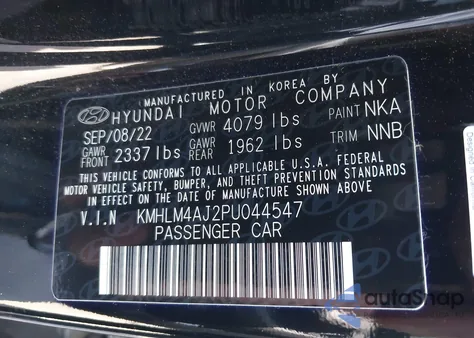 MANUFACTURED IN KOREA BY
HYUNDAI MOTOR COMPANY
SEP/08/22 GVWR 4079 lbs PAINT NKA
GAWR FRONT 2337 lbs GAWR REAR 1962 lbs TRIM NNB
THIS VEHICLE CONFORMS TO ALL APPLICABLE U.S.A. FEDERAL
MOTOR VEHICLE SAFETY, BUMPER, AND THEFT PREVENTION STANDARDS
IN EFFECT ON THE DATE OF MANUFACTURE SHOWN ABOVE.
V.I.N KMHLM4AJ2PU044547
PASSENGER CAR
autoSnap